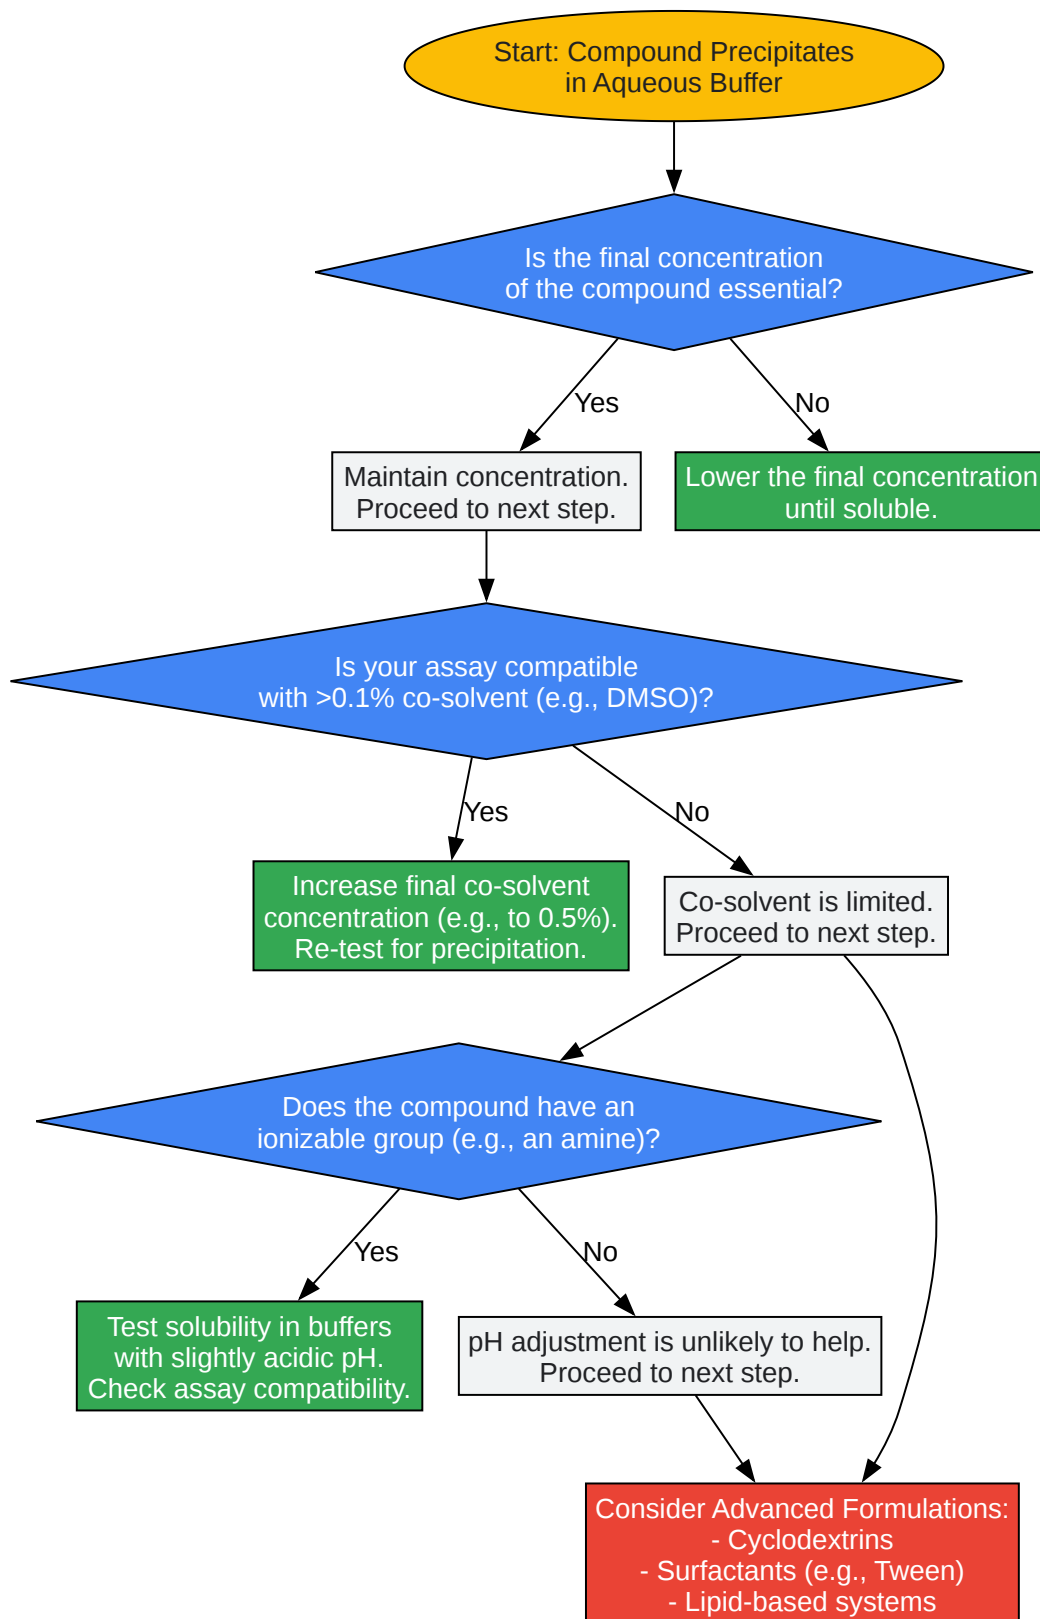 Start: Compound Precipitates
in Aqueous Buffer
Is the final concentration
of the compound essential?
Yes
No
Maintain concentration.
Proceed to next step.
Lower the final concentration
until soluble.
Is your assay compatible
with >0.1% co-solvent (e.g., DMSO)?
Yes
No
Increase final co-solvent
concentration (e.g., to 0.5%).
Re-test for precipitation.
Co-solvent is limited.
Proceed to next step.
Does the compound have an
ionizable group (e.g., an amine)?
Yes
No
Test solubility in buffers
with slightly acidic pH.
Check assay compatibility.
pH adjustment is unlikely to help.
Proceed to next step.
Consider Advanced Formulations:
- Cyclodextrins
- Surfactants (e.g., Tween)
- Lipid-based systems